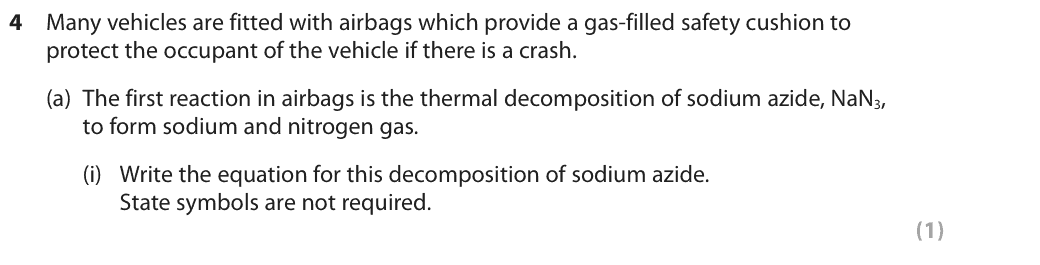 4 Many vehicles are fitted with airbags which provide a gas-filled safety cushion to
protect the occupant of the vehicle if there is a crash.
(a) The first reaction in airbags is the thermal decomposition of sodium azide, NaN₃,
to form sodium and nitrogen gas.
(i) Write the equation for this decomposition of sodium azide.
State symbols are not required.
(1)